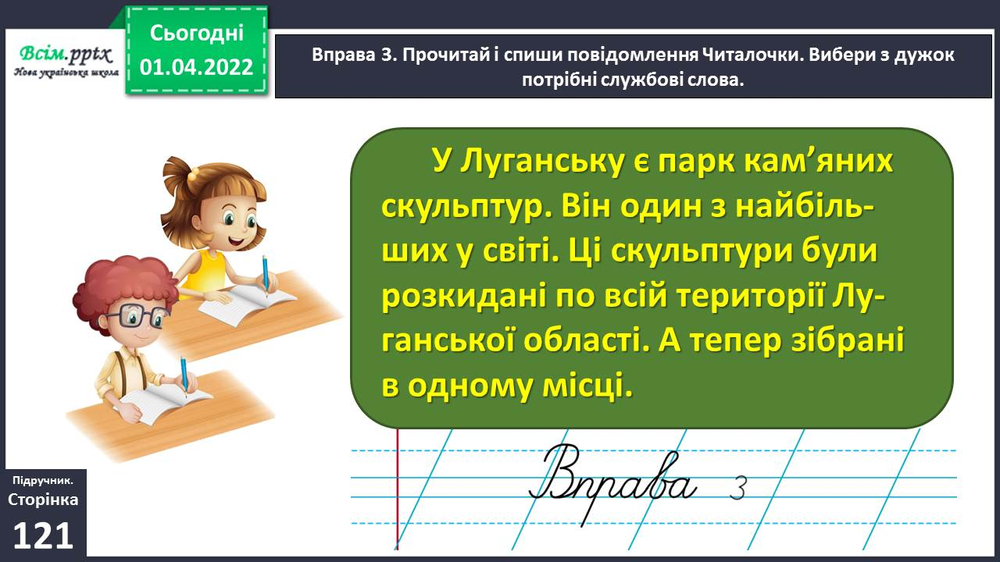 Всім.pptx
Нова українська школа
Сьогодні
01.04.2022
Вправа 3. Прочитай і спиши повідомлення Читалочки. Вибери з дужок
потрібні службові слова.
У Луганську є парк кам’яних
скульптур. Він один з найбіль-
ших у світі. Ці скульптури були
розкидані по всій території Лу-
ганської області. А тепер зібрані
в одному місці.
Вправа 3
Підручник.
Сторінка
121